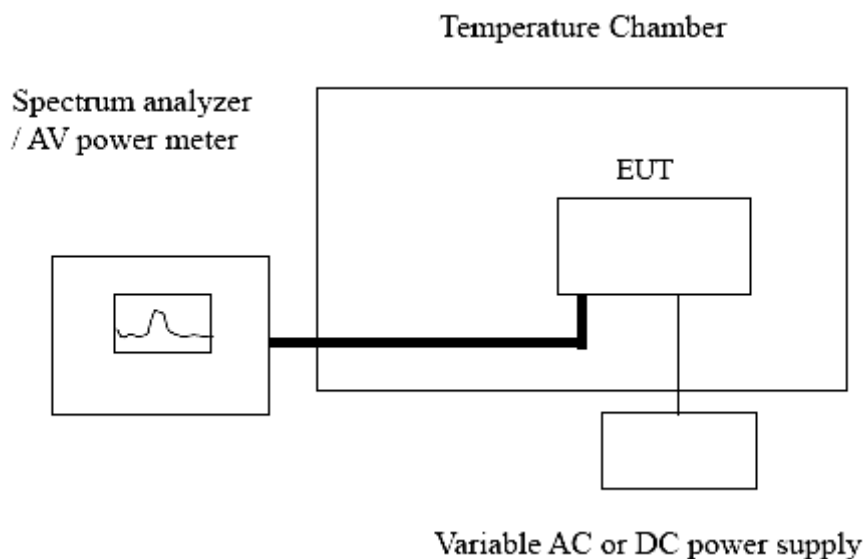 Temperature Chamber
Spectrum analyzer
/ AV power meter
EUT
Variable AC or DC power supply